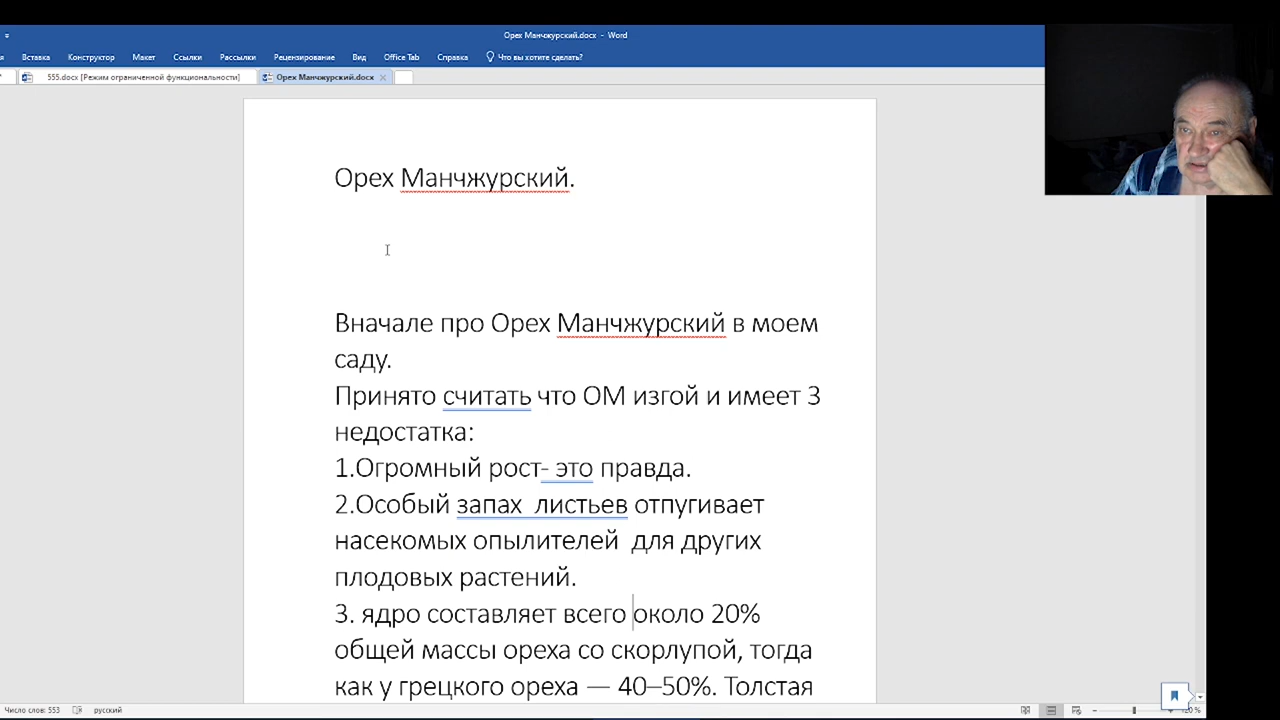 Орех Манчжурский.docx - Word
Вставка Конструктор Макет Ссылки Рассылки Рецензирование Вид Office Tab Справка Что вы хотите сделать?
555.docx [Режим ограниченной функциональности] Орех Манчжурский.docx
Орех Манчжурский.
Вначале про Орех Манчжурский в моем
саду.
Принято считать что ОМ изгой и имеет 3
недостатка:
1.Огромный рост- это правда.
2.Особый запах  листьев отпугивает
насекомых опылителей  для других
плодовых растений.
3. ядро составляет всего около 20%
общей массы ореха со скорлупой, тогда
как у грецкого ореха — 40–50%. Толстая
Число слов: 553 русский